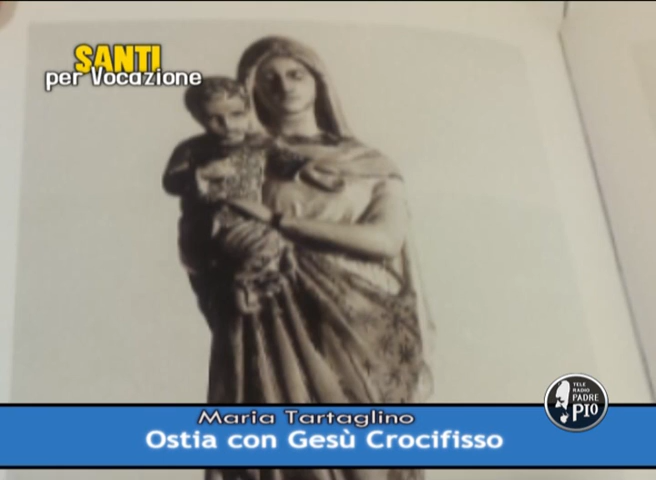 SANTI
per Vocazione
TELE
RADIO
PADRE
PIO
Maria Tartaglino
Ostia con Gesù Crocifisso